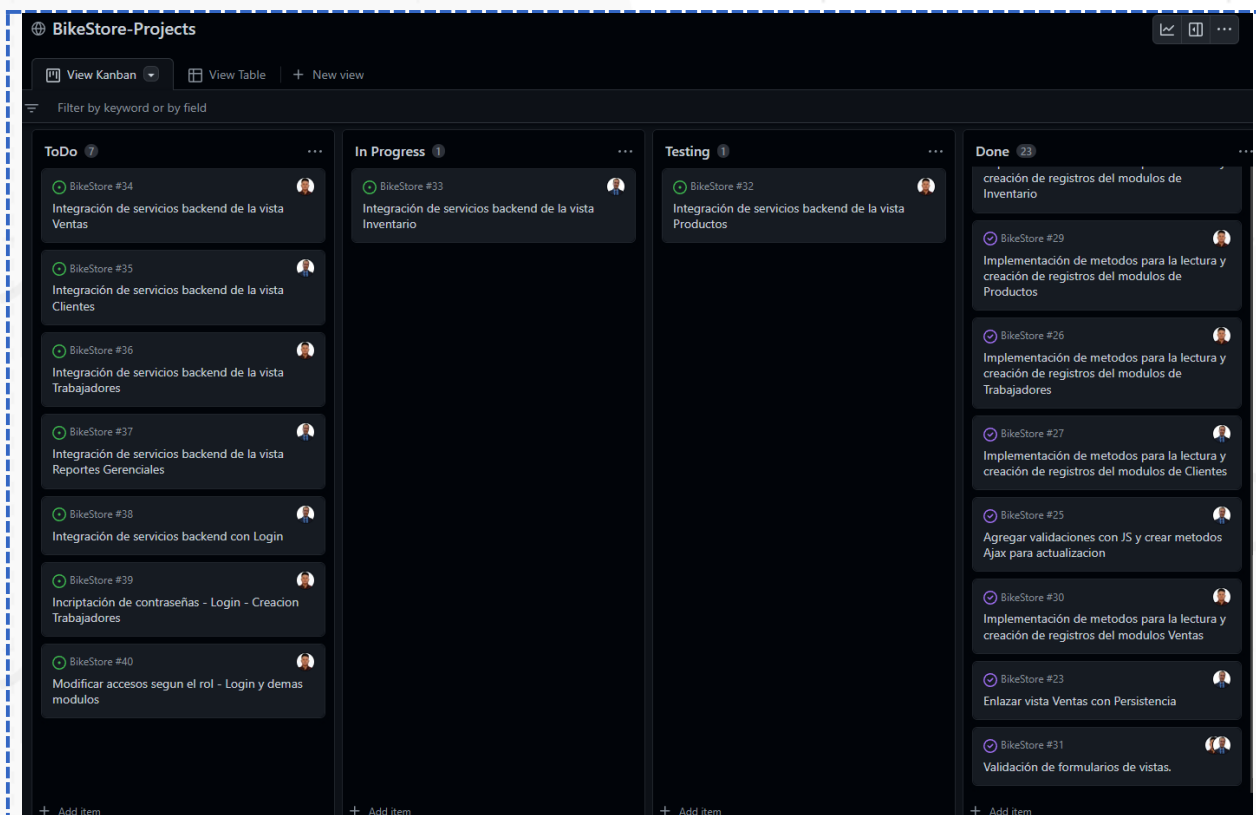 BikeStore-Projects
View Kanban
View Table
+ New view
Filter by keyword or by field
ToDo 7
BikeStore #34
Integración de servicios backend de la vista
Ventas
BikeStore #35
Integración de servicios backend de la vista
Clientes
BikeStore #36
Integración de servicios backend de la vista
Trabajadores
BikeStore #37
Integración de servicios backend de la vista
Reportes Gerenciales
BikeStore #38
Integración de servicios backend con Login
BikeStore #39
Incriptación de contraseñas - Login - Creacion
Trabajadores
BikeStore #40
Modificar accesos segun el rol - Login y demas
modulos
+ Add item
In Progress 1
BikeStore #33
Integración de servicios backend de la vista
Inventario
+ Add item
Testing 1
BikeStore #32
Integración de servicios backend de la vista
Productos
+ Add item
Done 23
creación de registros del modulos de
Inventario
BikeStore #29
Implementación de metodos para la lectura y
creación de registros del modulos de
Productos
BikeStore #26
Implementación de metodos para la lectura y
creación de registros del modulos de
Trabajadores
BikeStore #27
Implementación de metodos para la lectura y
creación de registros del modulos de Clientes
BikeStore #25
Agregar validaciones con JS y crear metodos
Ajax para actualizacion
BikeStore #30
Implementación de metodos para la lectura y
creación de registros del modulos Ventas
BikeStore #23
Enlazar vista Ventas con Persistencia
BikeStore #31
Validación de formularios de vistas.
+ Add item